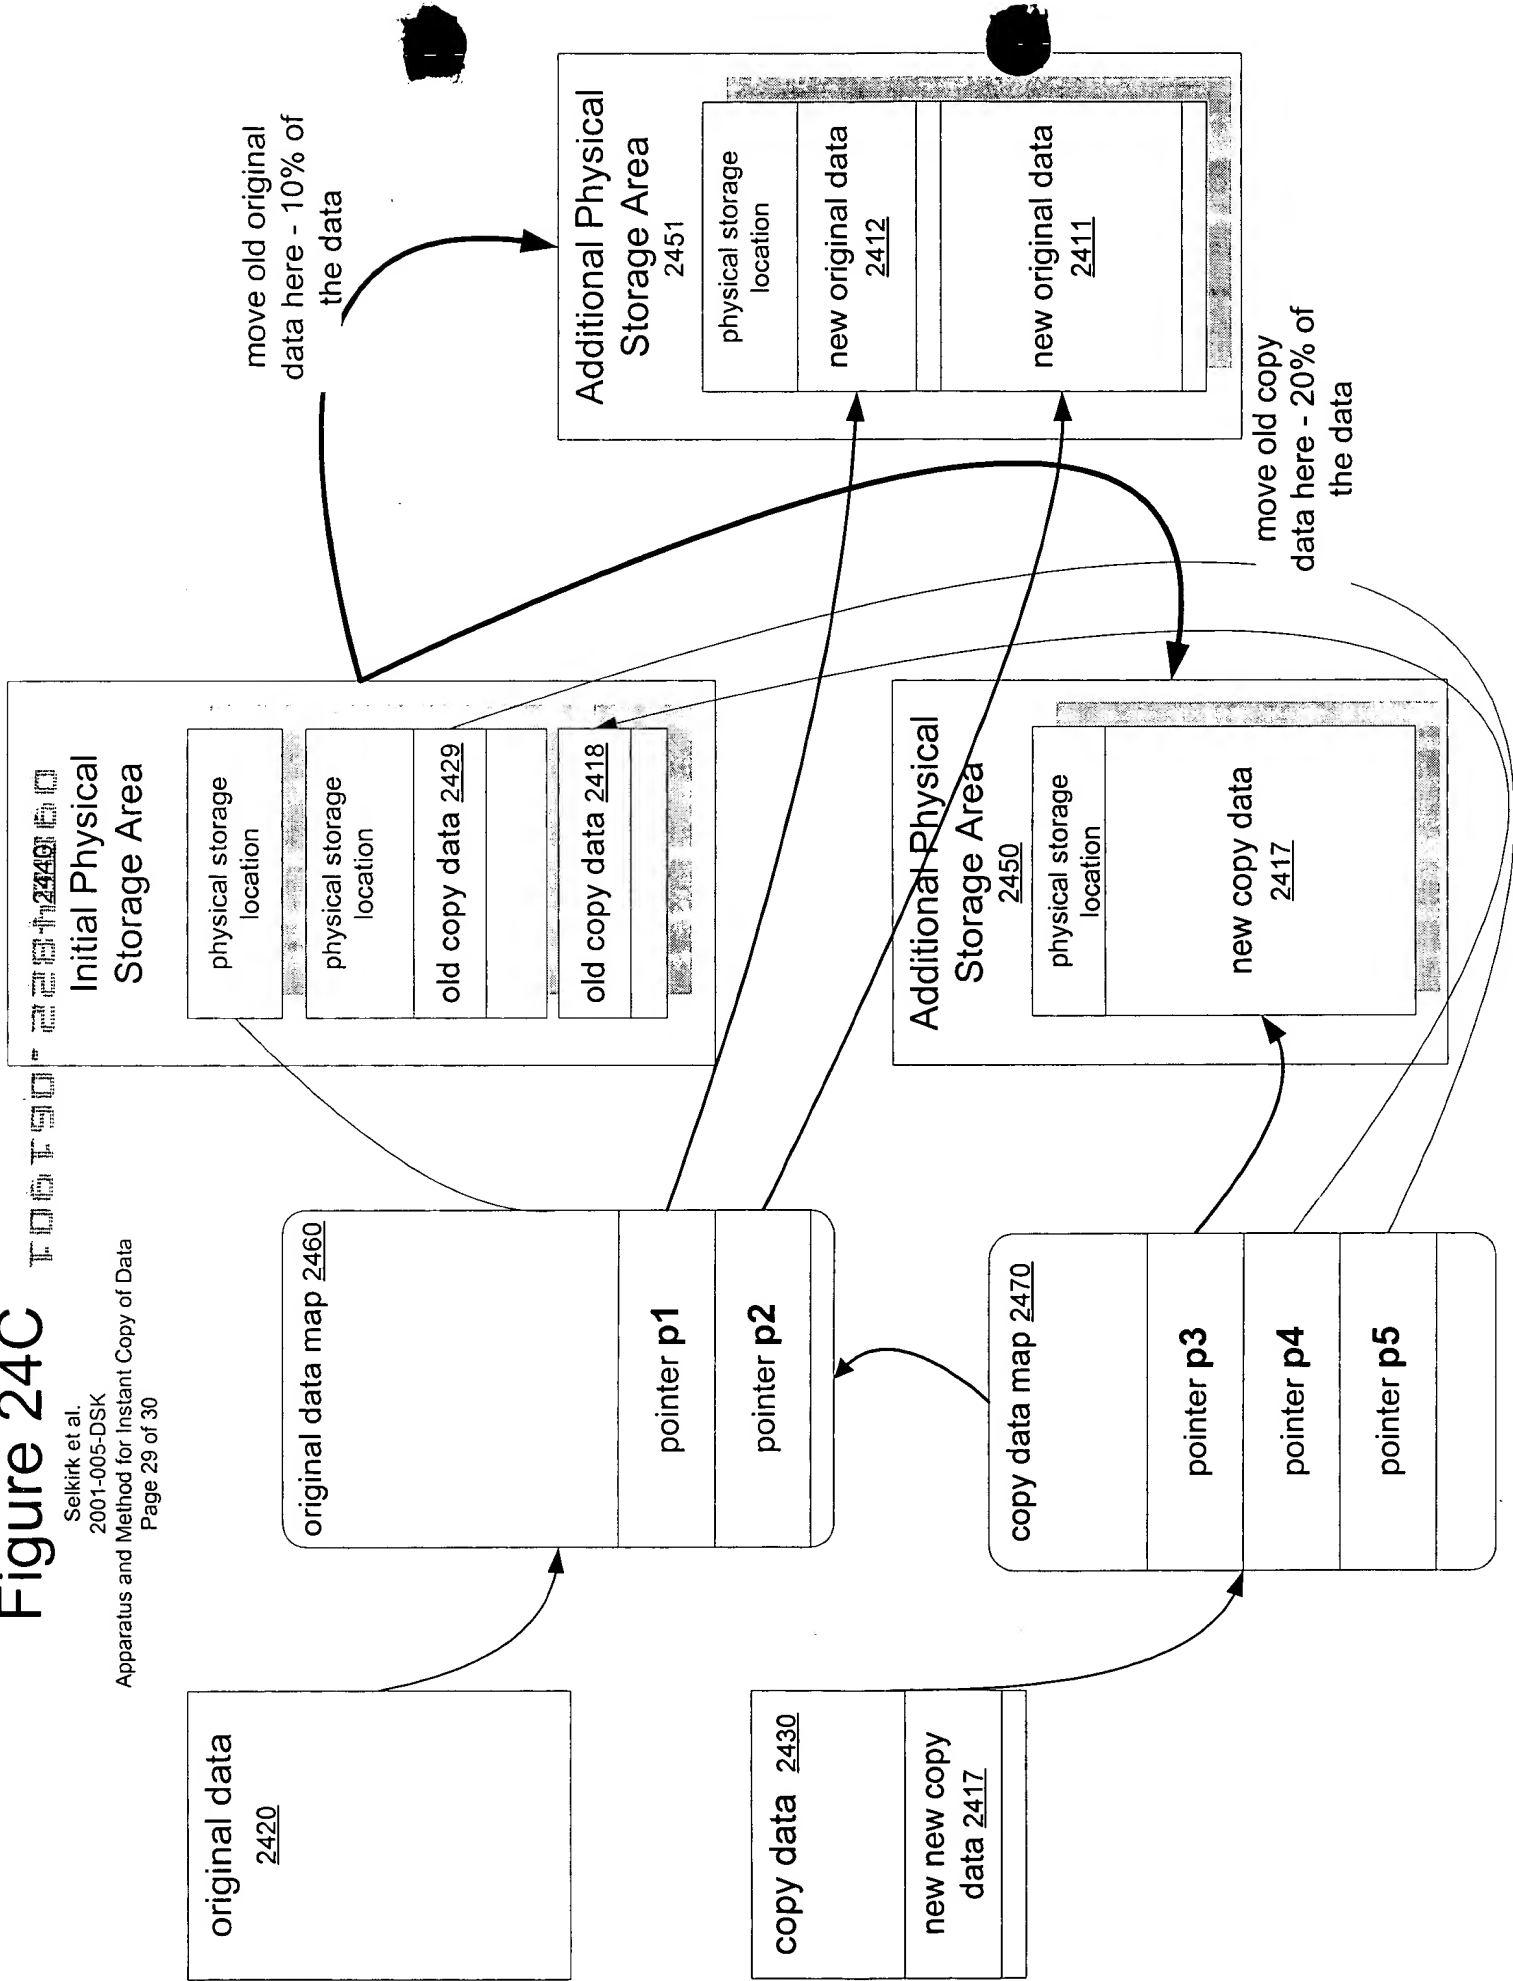 Figure 24C
Selkirk et al.
2001-005-DSK
Apparatus and Method for Instant Copy of Data
Page 29 of 30
original data
2420
copy data 2430
new new copy
data 2417
original data map 2460
pointer p1
pointer p2
copy data map 2470
pointer p3
pointer p4
pointer p5
2440
Initial Physical
Storage Area
physical storage
location
physical storage
location
old copy data 2429
old copy data 2418
Additional Physical
Storage Area
2450
physical storage
location
new copy data
2417
move old original
data here - 10% of
the data
Additional Physical
Storage Area
2451
physical storage
location
new original data
2412
new original data
2411
move old copy
data here - 20% of
the data